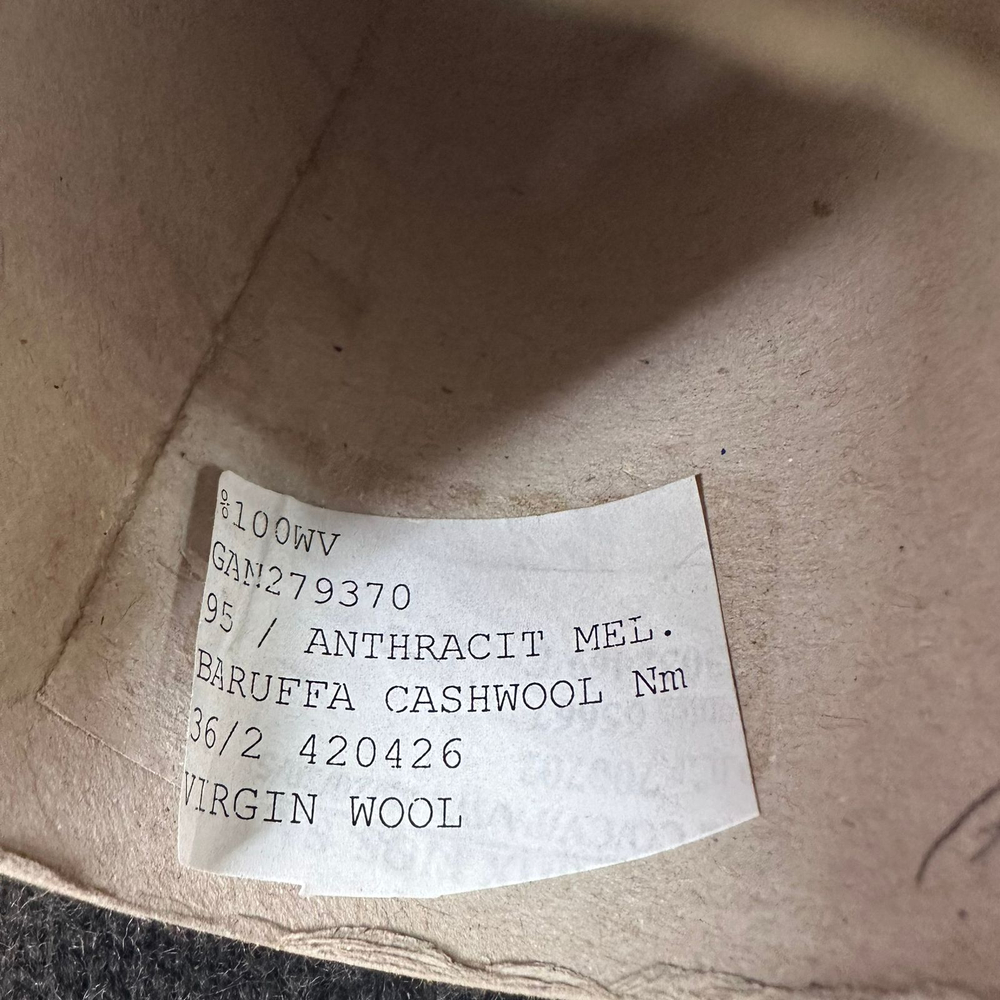 %100WV
GAN279370
95 / ANTHRACIT MEL.
BARUFFA CASHWOOL Nm
36/2 420426
VIRGIN WOOL